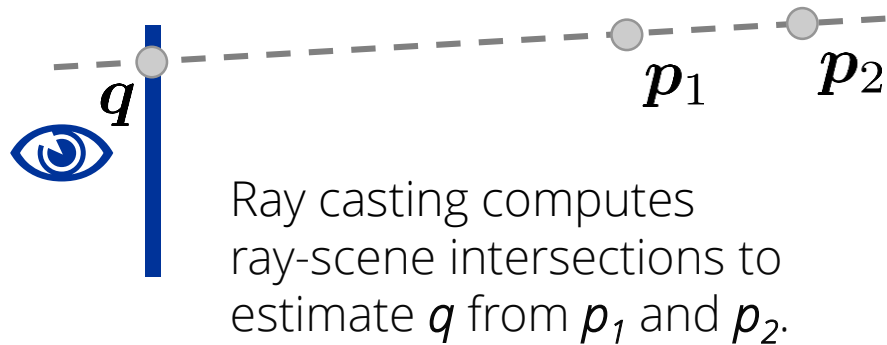 q
p₁
p₂
Ray casting computes
ray-scene intersections to
estimate q from p₁ and p₂.